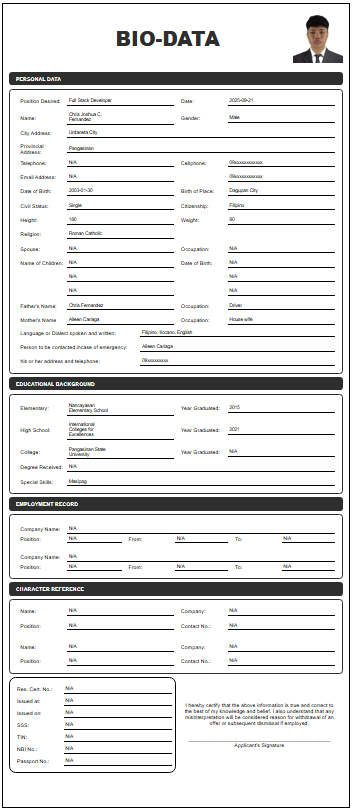 BIO-DATA
PERSONAL DATA
Position Desired: Full Stack Developer Date: 2025-09-21
Name: Chris Joshua C. Fernandez Gender: Male
City Address: Urdaneta City
Provincial Address: Pangasinan
Telephone: N/A Cellphone: 09xxxxxxxxxxx
Email Address: N/A 09xxxxxxxxxxx
Date of Birth: 2003-01-30 Birth of Place: Dagupan City
Civil Status: Single Citizenship: Filipino
Height: 180 Weight: 80
Religion: Roman Catholic
Spouse: N/A Occupation: N/A
Name of Children: N/A Date of Birth: N/A
N/A N/A
N/A N/A
Father's Name: Chris Fernandez Occupation: Driver
Mother's Name Aileen Cariaga Occupation: House wife
Language or Dialect spoken and written: Filipino, Ilocano, English
Person to be contacted incase of emergency: Aileen Cariaga
his or her address and telephone: 09xxxxxxxxx
EDUCATIONAL BACKGROUND
Elementary: Nancayasan Elementary School Year Graduated: 2015
High School: International Colleges for Excellencies Year Graduated: 2021
College: Pangasinan State University Year Graduated: N/A
Degree Received: N/A
Special Skills: Masipag
EMPLOYMENT RECORD
Company Name: N/A
Position: N/A From: N/A To: N/A
Company Name: N/A
Position: N/A From: N/A To: N/A
CHARACTER REFERENCE
Name: N/A Company: N/A
Position: N/A Contact No.: N/A
Name: N/A Company: N/A
Position: N/A Contact No.: N/A
Res. Cert. No.: N/A
Issued at: N/A
Issued on: N/A
SSS: N/A
TIN: N/A
NBI No.: N/A
Passport No.: N/A
I hereby certify that the above information is true and correct to
the best of my knowledge and belief. I also understand that any
misinterpretation will be considered reason for withdrawal of an
offer or subsequent dismissal if employed.
Applicant's Signature